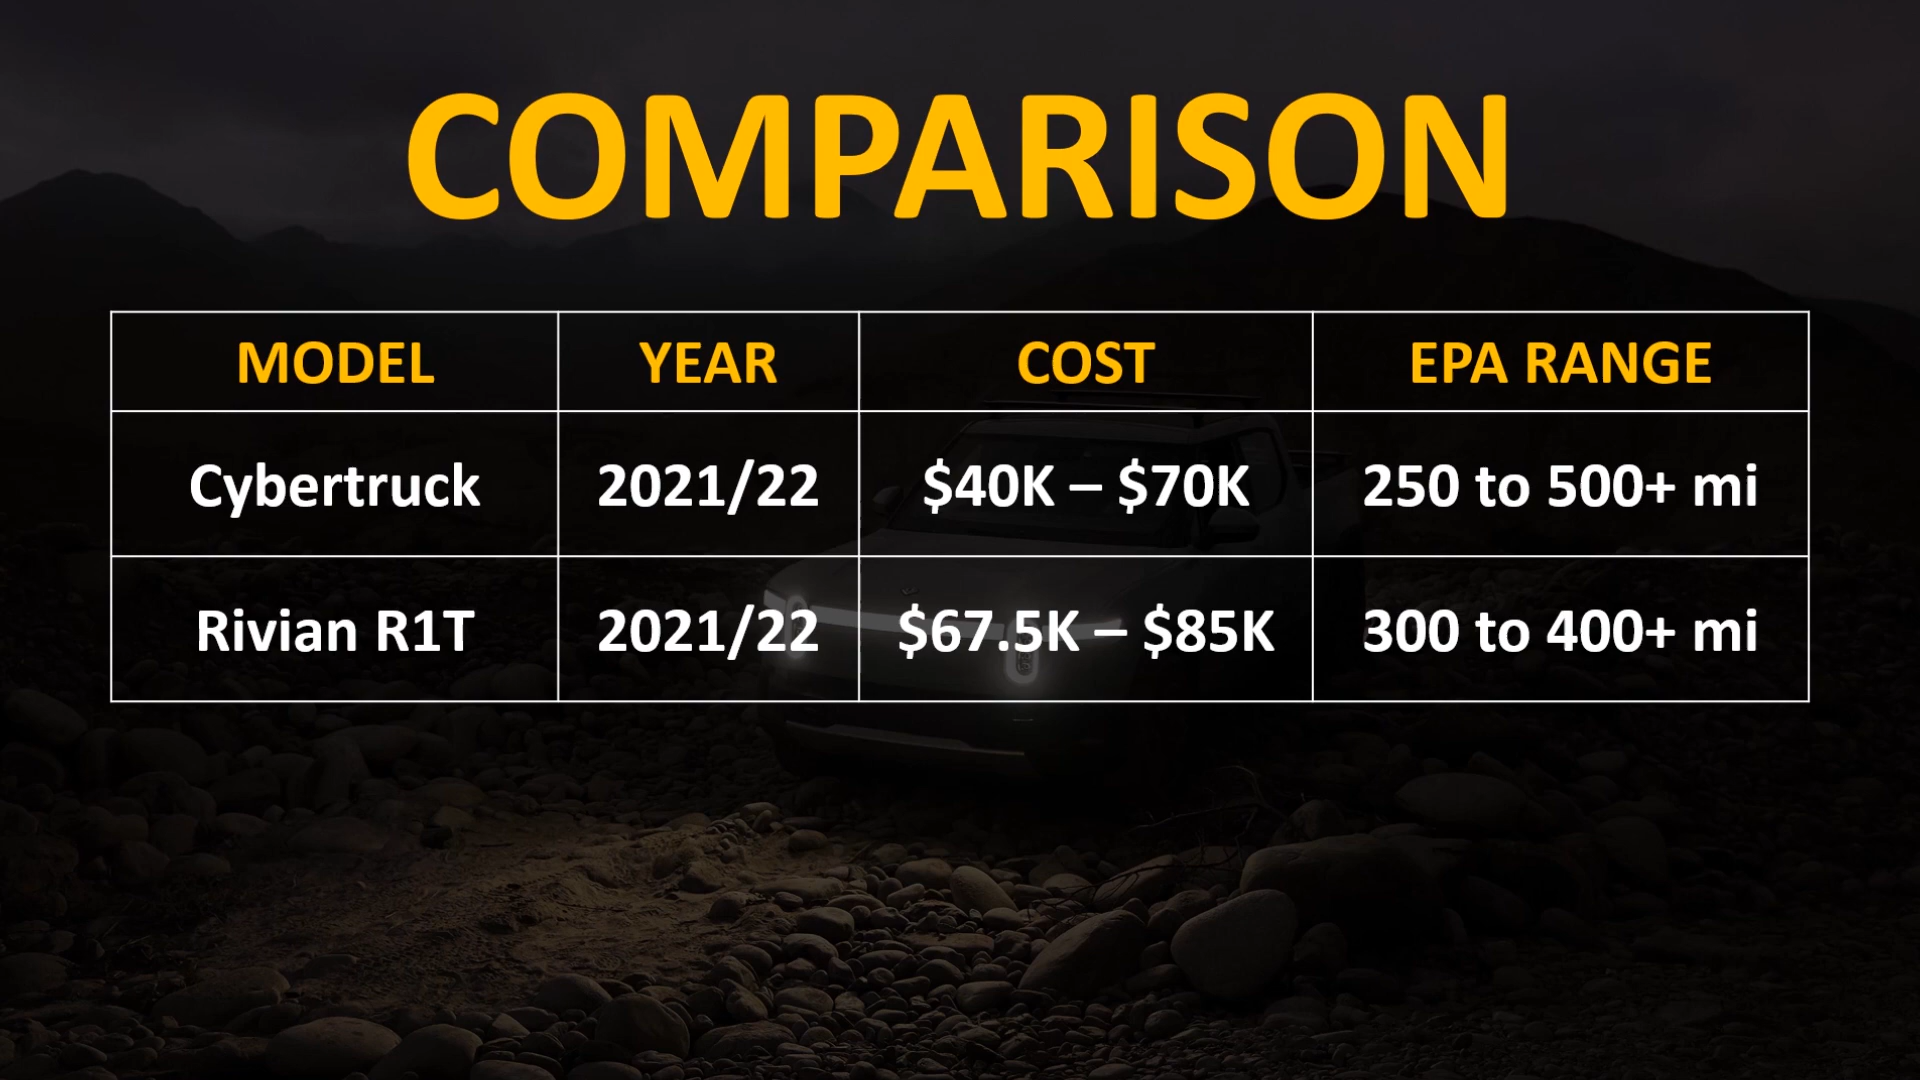 COMPARISON
MODEL YEAR COST EPA RANGE
Cybertruck 2021/22 $40K – $70K 250 to 500+ mi
Rivian R1T 2021/22 $67.5K – $85K 300 to 400+ mi